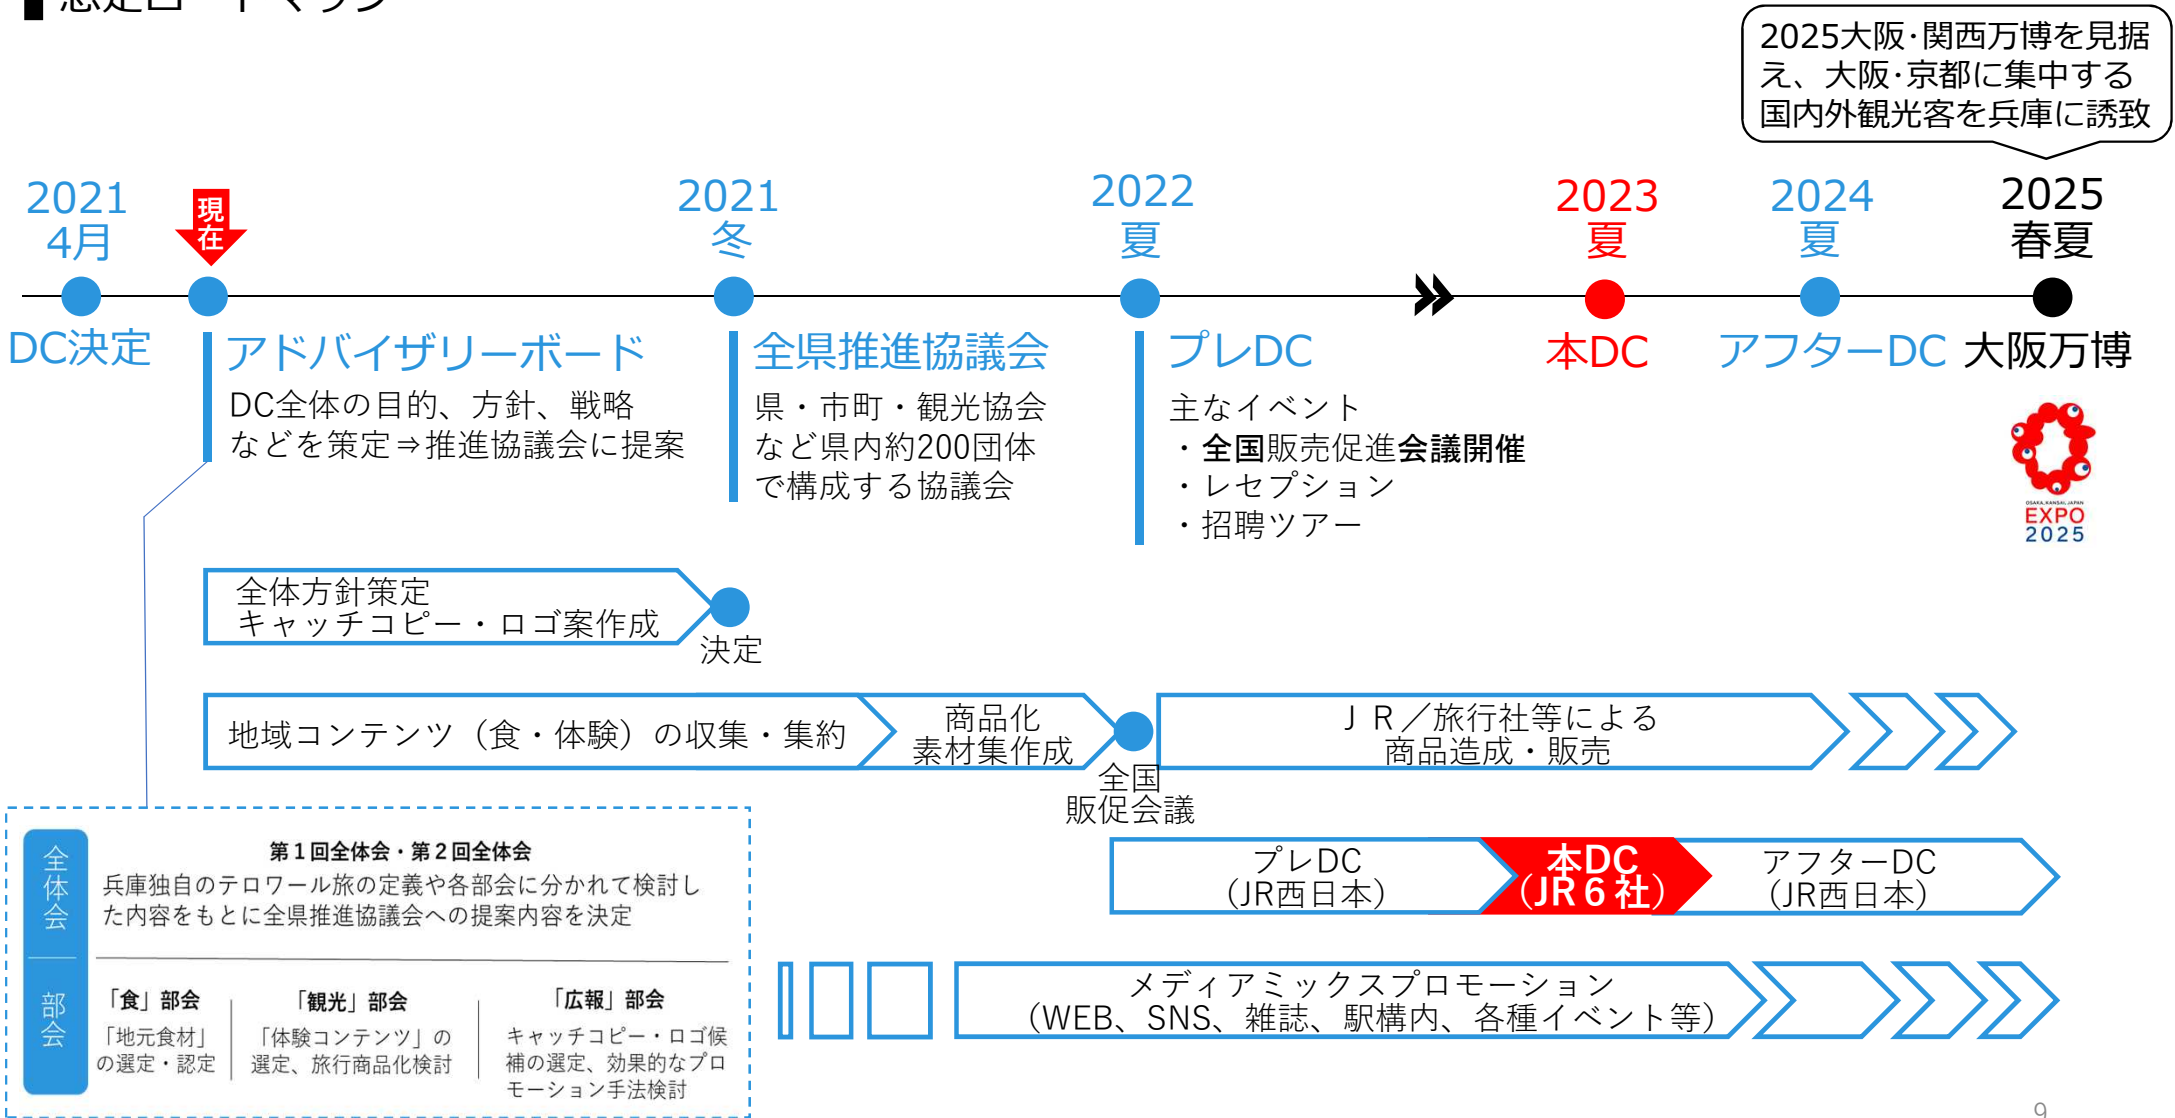 想定ロードマップ
2025大阪･関西万博を見据
え、大阪･京都に集中する
国内外観光客を兵庫に誘致
2021
4月
現在
2021
冬
2022
夏
2023
夏
2024
夏
2025
春夏
DC決定
アドバイザリーボード
DC全体の目的、方針、戦略
などを策定⇒推進協議会に提案
全県推進協議会
県・市町・観光協会
など県内約200団体
で構成する協議会
プレDC
主なイベント
・全国販売促進会議開催
・レセプション
・招聘ツアー
本DC
アフターDC
大阪万博
OSAKA, KANSAI, JAPAN
EXPO
2025
全体方針策定
キャッチコピー・ロゴ案作成
決定
地域コンテンツ（食・体験）の収集・集約
商品化
素材集作成
全国
販促会議
ＪＲ／旅行社等による
商品造成・販売
プレDC
（JR西日本）
本DC
（JR６社）
アフターDC
（JR西日本）
メディアミックスプロモーション
（WEB、SNS、雑誌、駅構内、各種イベント等）
全体会
第１回全体会・第２回全体会
兵庫独自のテロワール旅の定義や各部会に分かれて検討し
た内容をもとに全県推進協議会への提案内容を決定
部会
「食」部会
「地元食材」
の選定・認定
「観光」部会
「体験コンテンツ」の
選定、旅行商品化検討
「広報」部会
キャッチコピー・ロゴ候
補の選定、効果的なプロ
モーション手法検討
9